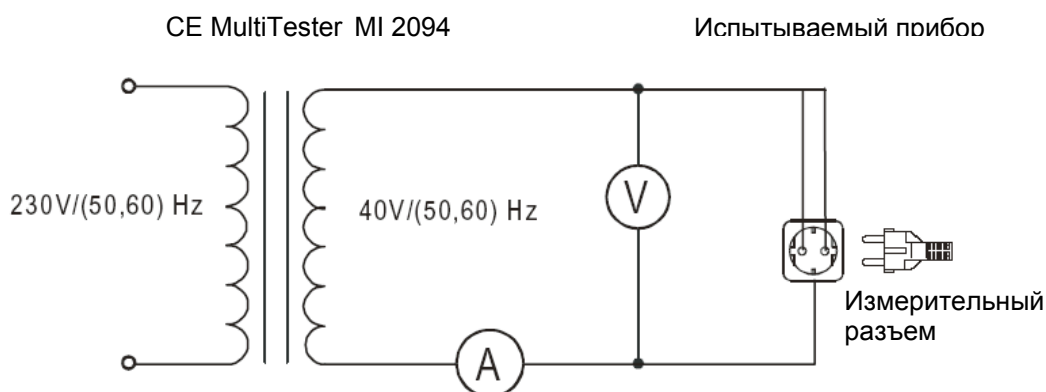 CE MultiTester MI 2094
Испытываемый прибор
230V/(50,60) Hz
40V/(50,60) Hz
V
A
Измерительный
разъем